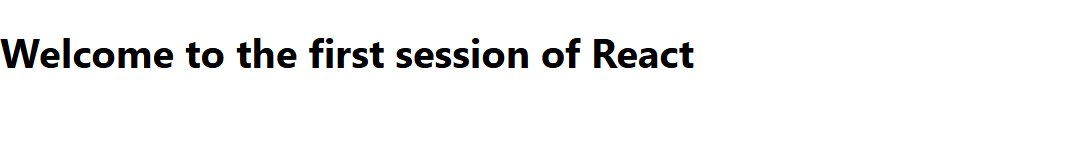 Welcome to the first session of React